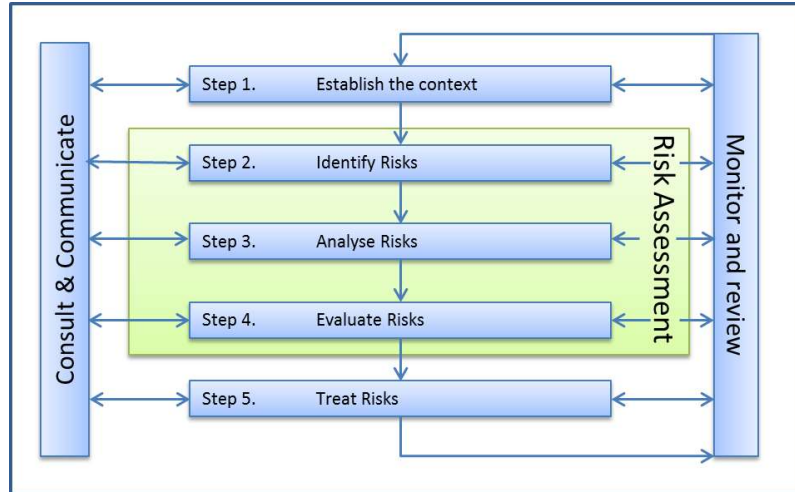 Consult & Communicate
Step 1. Establish the context
Step 2. Identify Risks
Step 3. Analyse Risks
Step 4. Evaluate Risks
Step 5. Treat Risks
Risk Assessment
Monitor and review